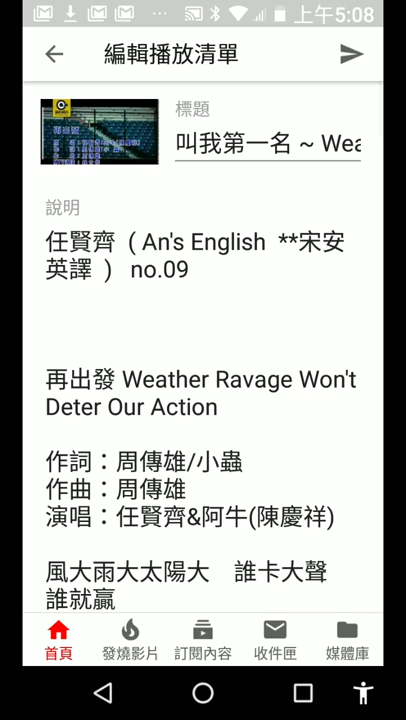 上午5:08
編輯播放清單
標題
叫我第一名 ~ Wea
說明
任賢齊 ( An's English **宋安
英譯 ) no.09
再出發 Weather Ravage Won't
Deter Our Action
作詞：周傳雄/小蟲
作曲：周傳雄
演唱：任賢齊&阿牛(陳慶祥)
風大雨大太陽大　誰卡大聲
誰就贏
首頁 發燒影片 訂閱內容 收件匣 媒體庫